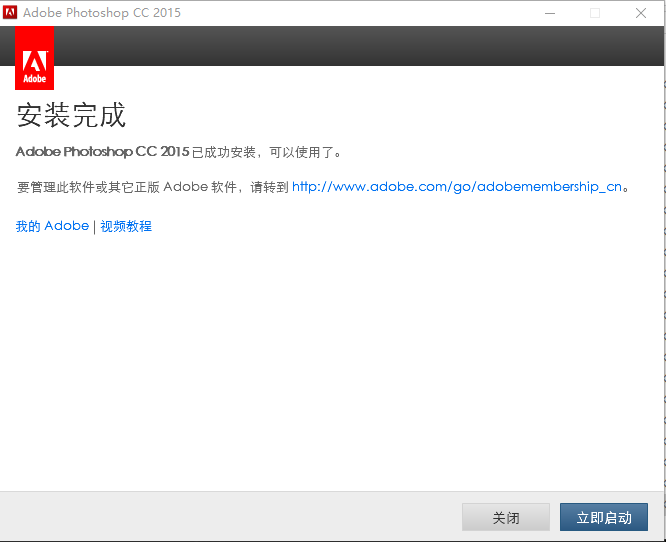 Adobe Photoshop CC 2015
Adobe
安装完成
Adobe Photoshop CC 2015 已成功安装，可以使用了。
要管理此软件或其它正版 Adobe 软件，请转到 http://www.adobe.com/go/adobemembership_cn。
我的 Adobe | 视频教程
关闭 立即启动